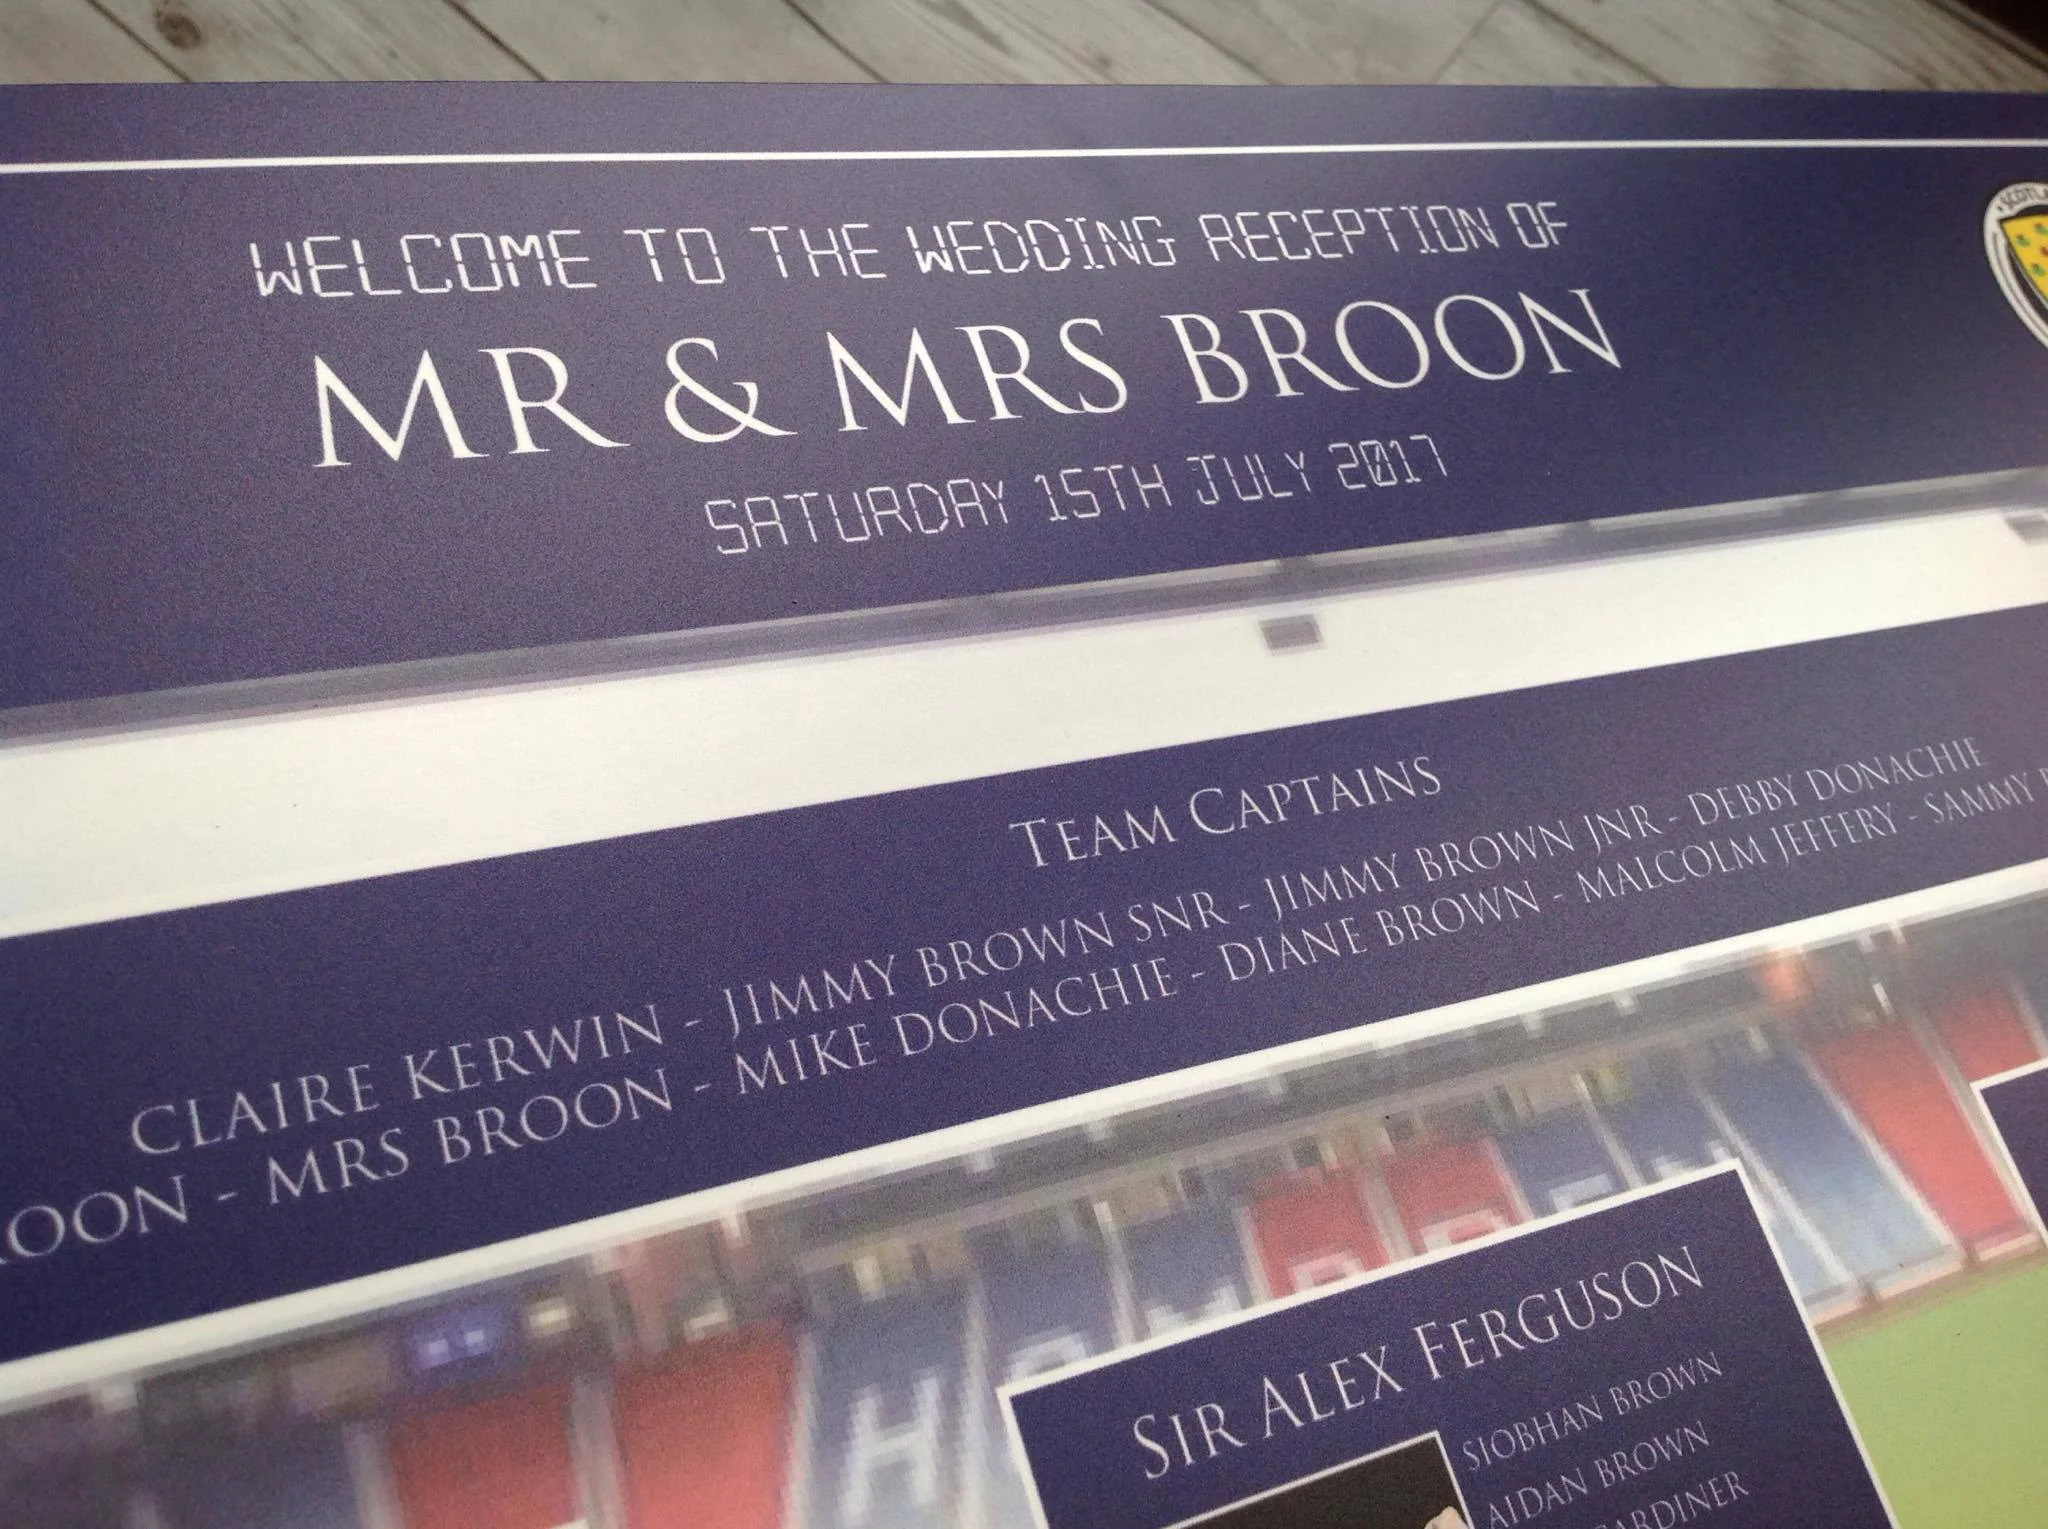 WELCOME TO THE WEDDING RECEPTION OF
MR & MRS BROON
SATURDAY 15TH JULY 2017
TEAM CAPTAINS
CLAIRE KERWIN - JIMMY BROWN SNR - JIMMY BROWN JNR - DEBBY DONACHIE
- MRS BROON - MIKE DONACHIE - DIANE BROWN - MALCOLM JEFFERY - SAMMY
SIR ALEX FERGUSON
SIOBHAN BROWN
AIDAN BROWN